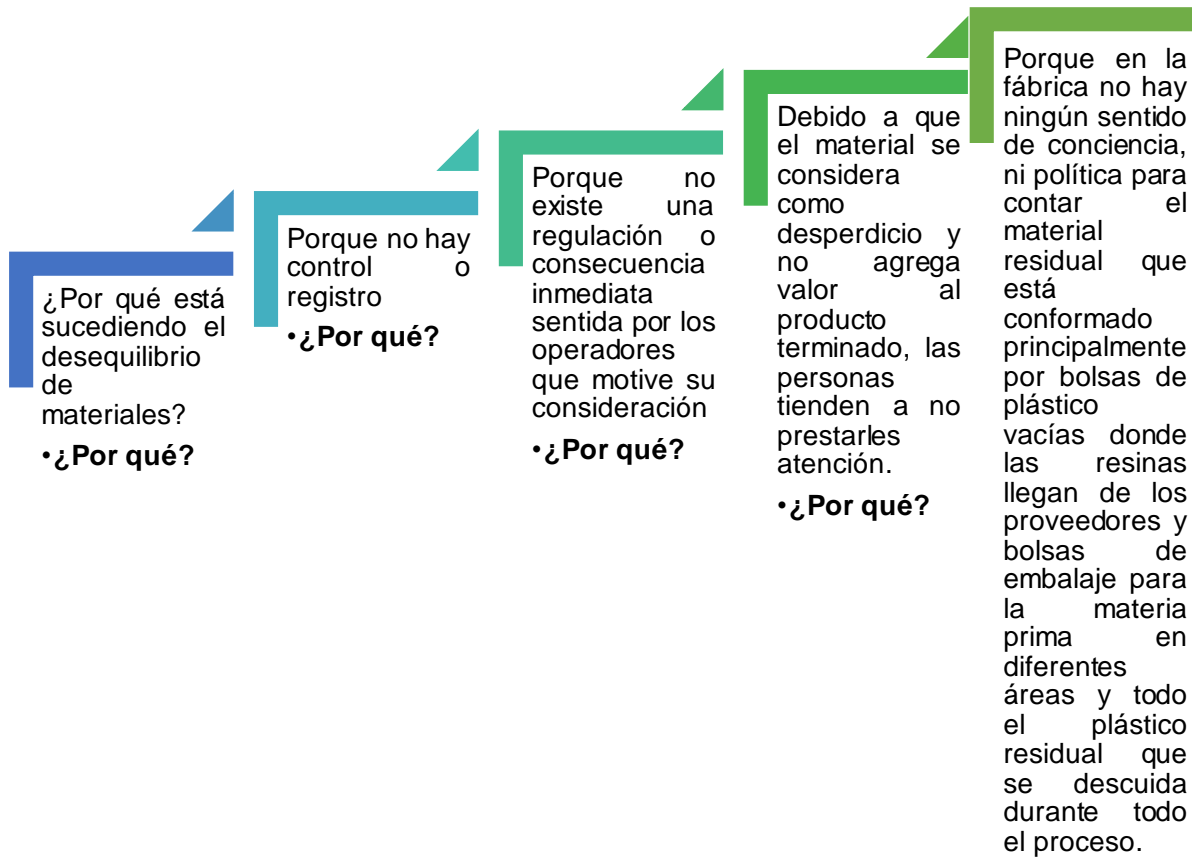 ¿Por qué está
sucediendo el
desequilibrio
de
materiales?
•¿Por qué?
Porque no hay
control o
registro
•¿Por qué?
Porque no
existe una
regulación o
consecuencia
inmediata
sentida por los
operadores
que motive su
consideración
•¿Por qué?
Debido a que
el material se
considera
como
desperdicio y
no agrega
valor al
producto
terminado, las
personas
tienden a no
prestarles
atención.
•¿Por qué?
Porque en la
fábrica no hay
ningún sentido
de conciencia,
ni política para
contar el
material
residual que
está
conformado
principalmente
por bolsas de
plástico
vacías donde
las resinas
llegan de los
proveedores y
bolsas de
embalaje para
la materia
prima en
diferentes
áreas y todo
el plástico
residual que
se descuida
durante todo
el proceso.